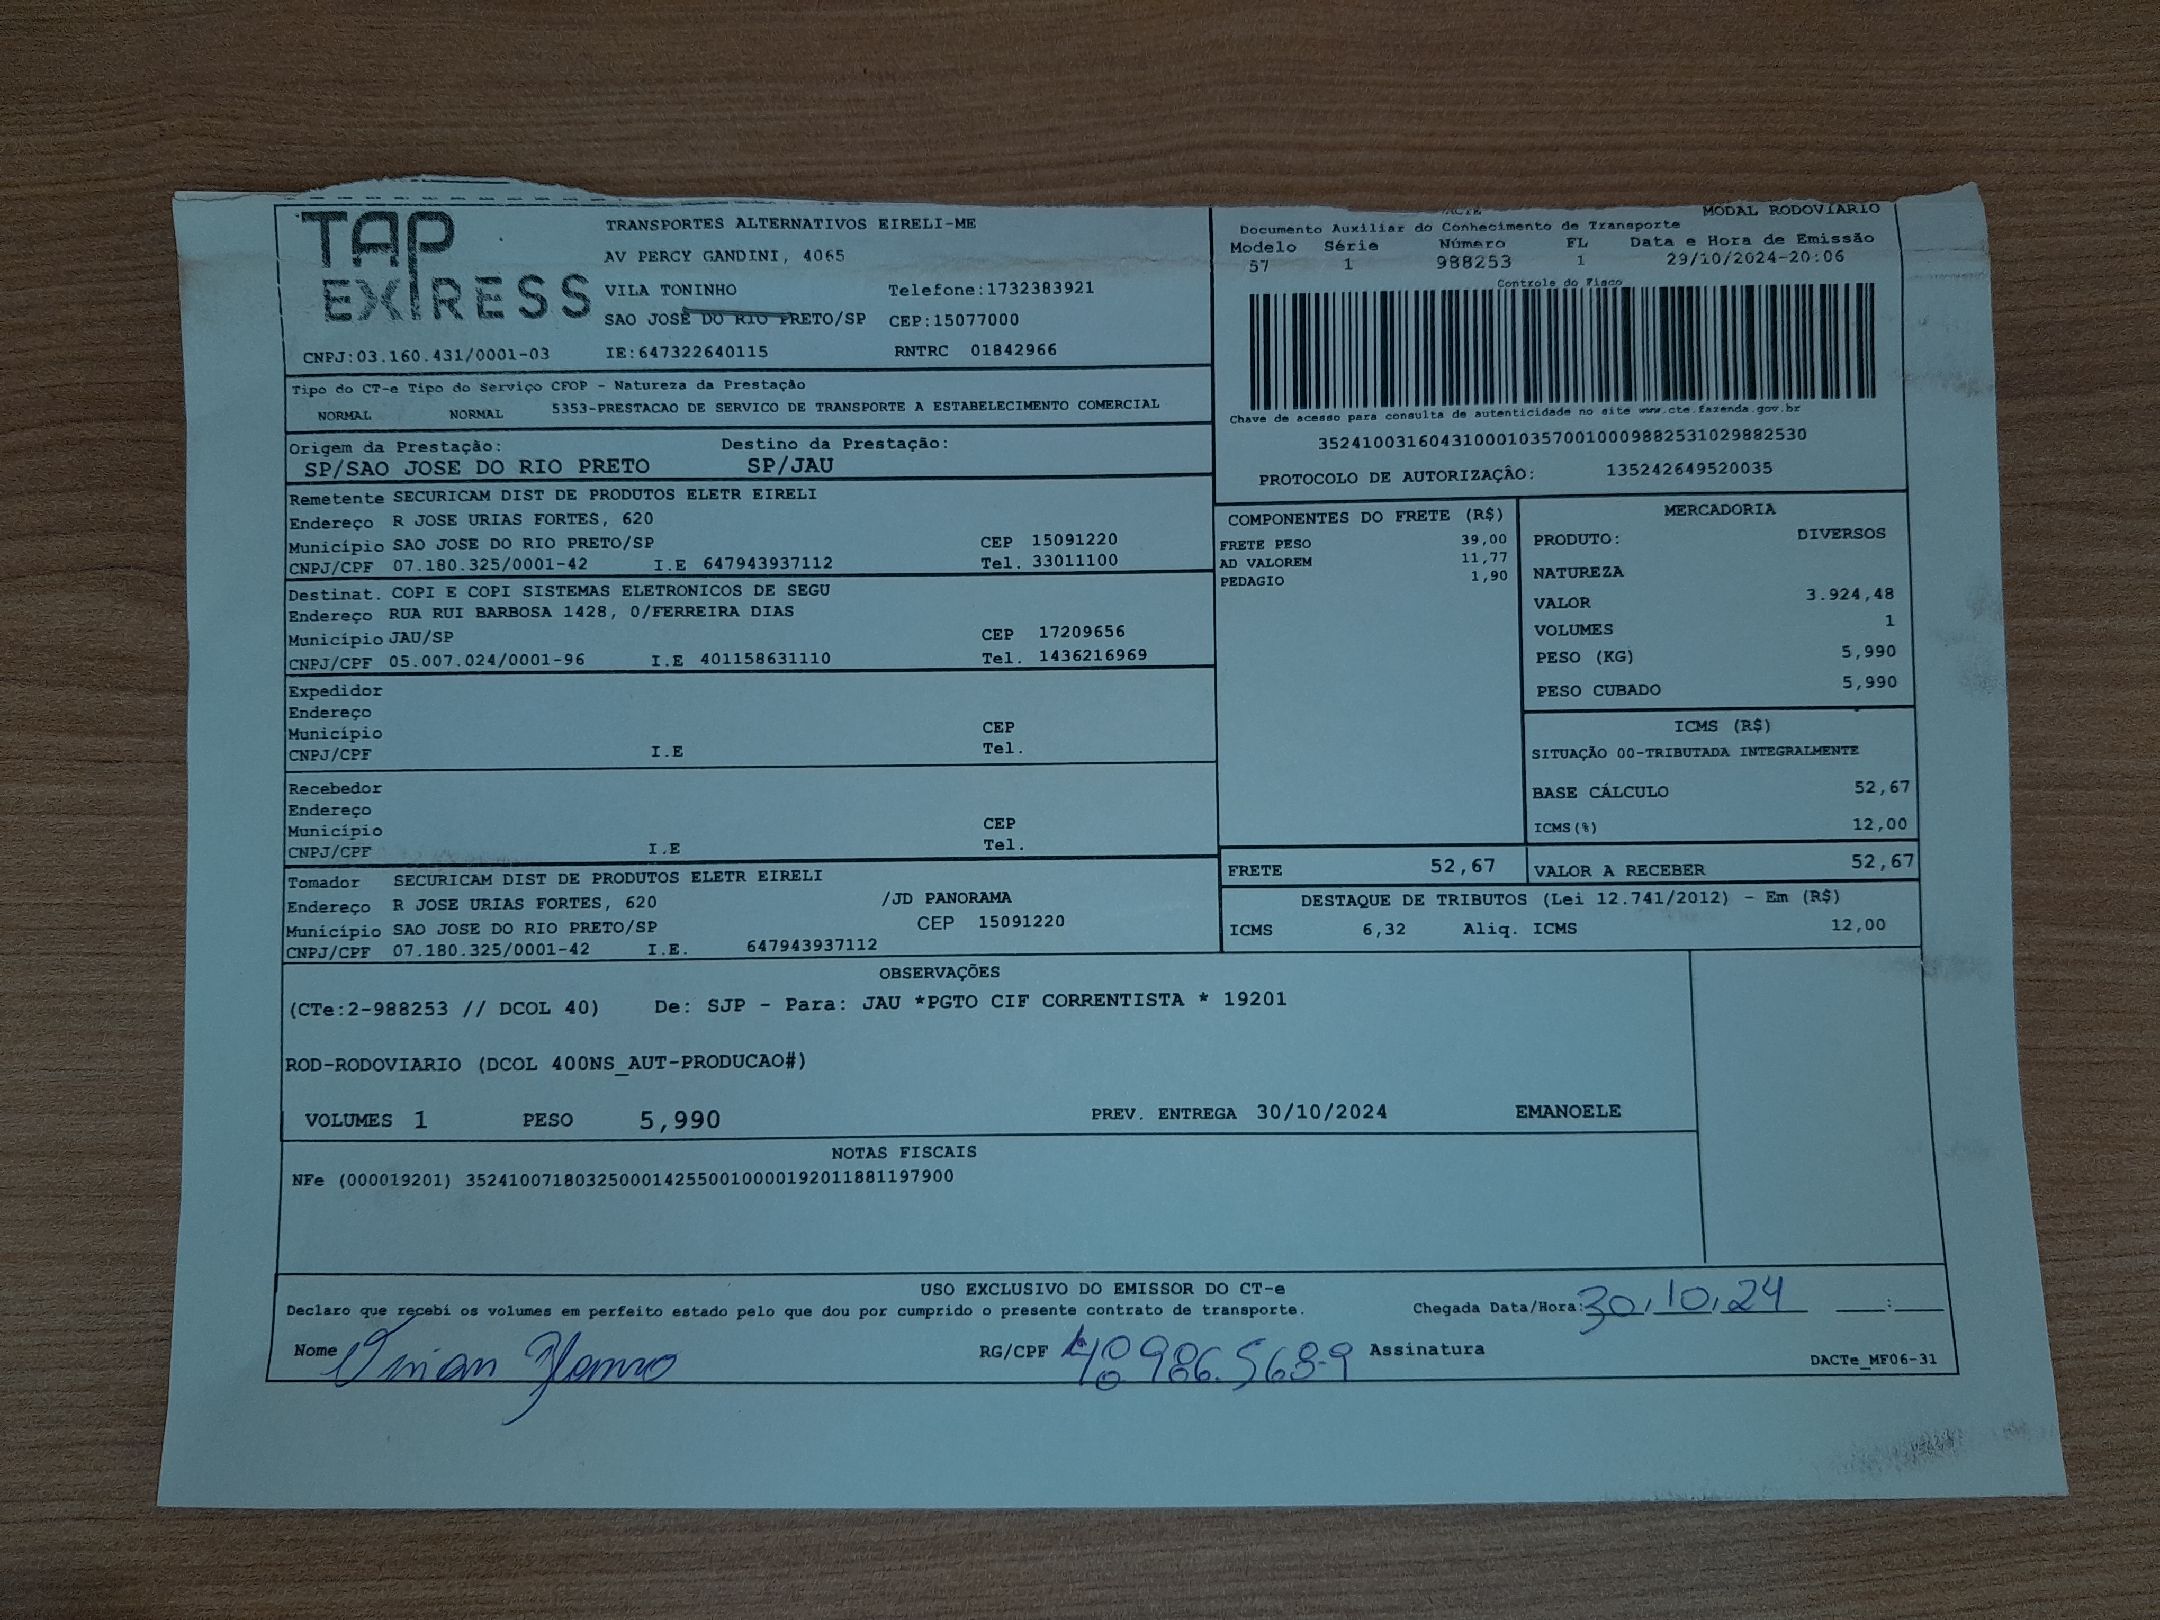 TAP
EXPRESS
TRANSPORTES ALTERNATIVOS EIRELI-ME
AV PERCY GANDINI, 4065
VILA TONINHO Telefone:1732383921
SAO JOSE DO RIO PRETO/SP CEP:15077000
CNPJ:03.160.431/0001-03 IE:647322640115 RNTRC 01842966
MODAL RODOVIARIO
Documento Auxiliar do Conhecimento de Transporte
Modelo Série Número FL Data e Hora de Emissão
57 1 988253 1 29/10/2024-20:06
Controle do Fisco
Chave de acesso para consulta de autenticidade no site www.cte.fazenda.gov.br
35241003160431000103570010009882531029882530
PROTOCOLO DE AUTORIZAÇÂO: 135242649520035
Tipo do CT-e Tipo do Serviço CFOP - Natureza da Prestação
NORMAL NORMAL 5353-PRESTACAO DE SERVICO DE TRANSPORTE A ESTABELECIMENTO COMERCIAL
Origem da Prestação: Destino da Prestação:
SP/SAO JOSE DO RIO PRETO SP/JAU
Remetente SECURICAM DIST DE PRODUTOS ELETR EIRELI
Endereço R JOSE URIAS FORTES, 620
Município SAO JOSE DO RIO PRETO/SP CEP 15091220
CNPJ/CPF 07.180.325/0001-42 I.E 647943937112 Tel. 33011100
Destinat. COPI E COPI SISTEMAS ELETRONICOS DE SEGU
Endereço RUA RUI BARBOSA 1428, 0/FERREIRA DIAS
Município JAU/SP CEP 17209656
CNPJ/CPF 05.007.024/0001-96 I.E 401158631110 Tel. 1436216969
Expedidor
Endereço
Município CEP
CNPJ/CPF I.E Tel.
Recebedor
Endereço
Município CEP
CNPJ/CPF I.E Tel.
Tomador SECURICAM DIST DE PRODUTOS ELETR EIRELI
Endereço R JOSE URIAS FORTES, 620 /JD PANORAMA
Município SAO JOSE DO RIO PRETO/SP CEP 15091220
CNPJ/CPF 07.180.325/0001-42 I.E. 647943937112
COMPONENTES DO FRETE (R$)
FRETE PESO 39,00
AD VALOREM 11,77
PEDAGIO 1,90
MERCADORIA
PRODUTO: DIVERSOS
NATUREZA
VALOR 3.924,48
VOLUMES 1
PESO (KG) 5,990
PESO CUBADO 5,990
ICMS (R$)
SITUAÇÃO 00-TRIBUTADA INTEGRALMENTE
BASE CÁLCULO 52,67
ICMS(%) 12,00
FRETE 52,67 VALOR A RECEBER 52,67
DESTAQUE DE TRIBUTOS (Lei 12.741/2012) - Em (R$)
ICMS 6,32 Aliq. ICMS 12,00
OBSERVAÇÕES
(CTe:2-988253 // DCOL 40) De: SJP - Para: JAU *PGTO CIF CORRENTISTA * 19201
ROD-RODOVIARIO (DCOL 400NS_AUT-PRODUCAO#)
VOLUMES 1 PESO 5,990 PREV. ENTREGA 30/10/2024 EMANOELE
NOTAS FISCAIS
NFe (000019201) 35241007180325000142550010000192011881197900
USO EXCLUSIVO DO EMISSOR DO CT-e
Declaro que recebi os volumes em perfeito estado pelo que dou por cumprido o presente contrato de transporte. Chegada Data/Hora: 30,10,24 ___:___
Nome RG/CPF Assinatura
DACTe_MF06-31